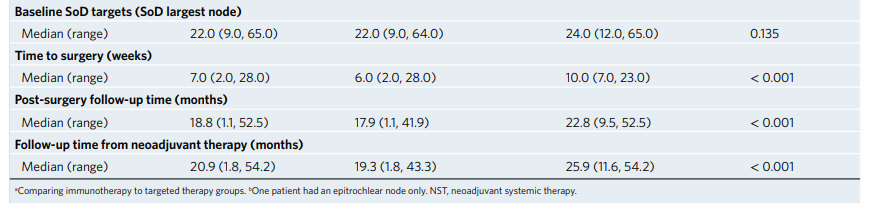 Baseline SoD targets (SoD largest node)
Median (range) 22.0 (9.0, 65.0) 22.0 (9.0, 64.0) 24.0 (12.0, 65.0) 0.135
Time to surgery (weeks)
Median (range) 7.0 (2.0, 28.0) 6.0 (2.0, 28.0) 10.0 (7.0, 23.0) < 0.001
Post-surgery follow-up time (months)
Median (range) 18.8 (1.1, 52.5) 17.9 (1.1, 41.9) 22.8 (9.5, 52.5) < 0.001
Follow-up time from neoadjuvant therapy (months)
Median (range) 20.9 (1.8, 54.2) 19.3 (1.8, 43.3) 25.9 (11.6, 54.2) < 0.001
ᵃComparing immunotherapy to targeted therapy groups. ᵇOne patient had an epitrochlear node only. NST, neoadjuvant systemic therapy.